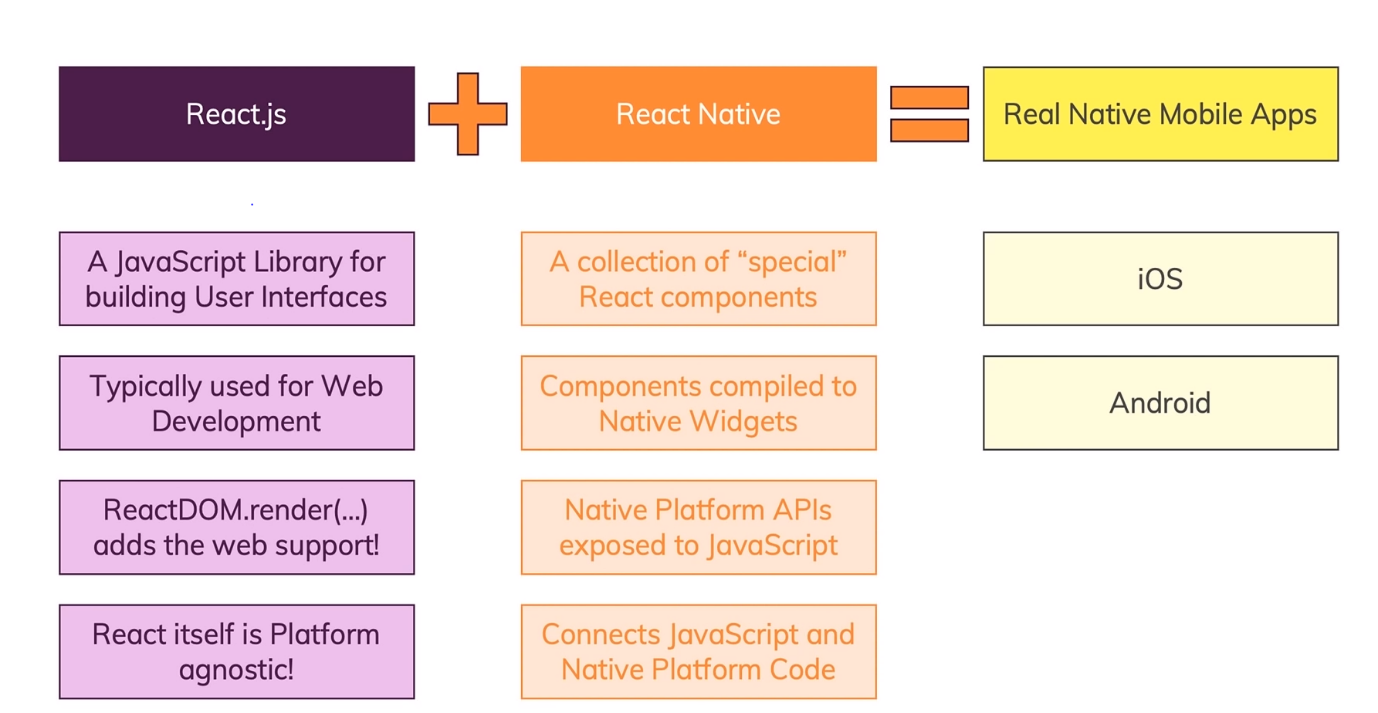 React.js
React Native
Real Native Mobile Apps
A JavaScript Library for
building User Interfaces
Typically used for Web
Development
ReactDOM.render(...)
adds the web support!
React itself is Platform
agnostic!
A collection of “special”
React components
Components compiled to
Native Widgets
Native Platform APIs
exposed to JavaScript
Connects JavaScript and
Native Platform Code
iOS
Android